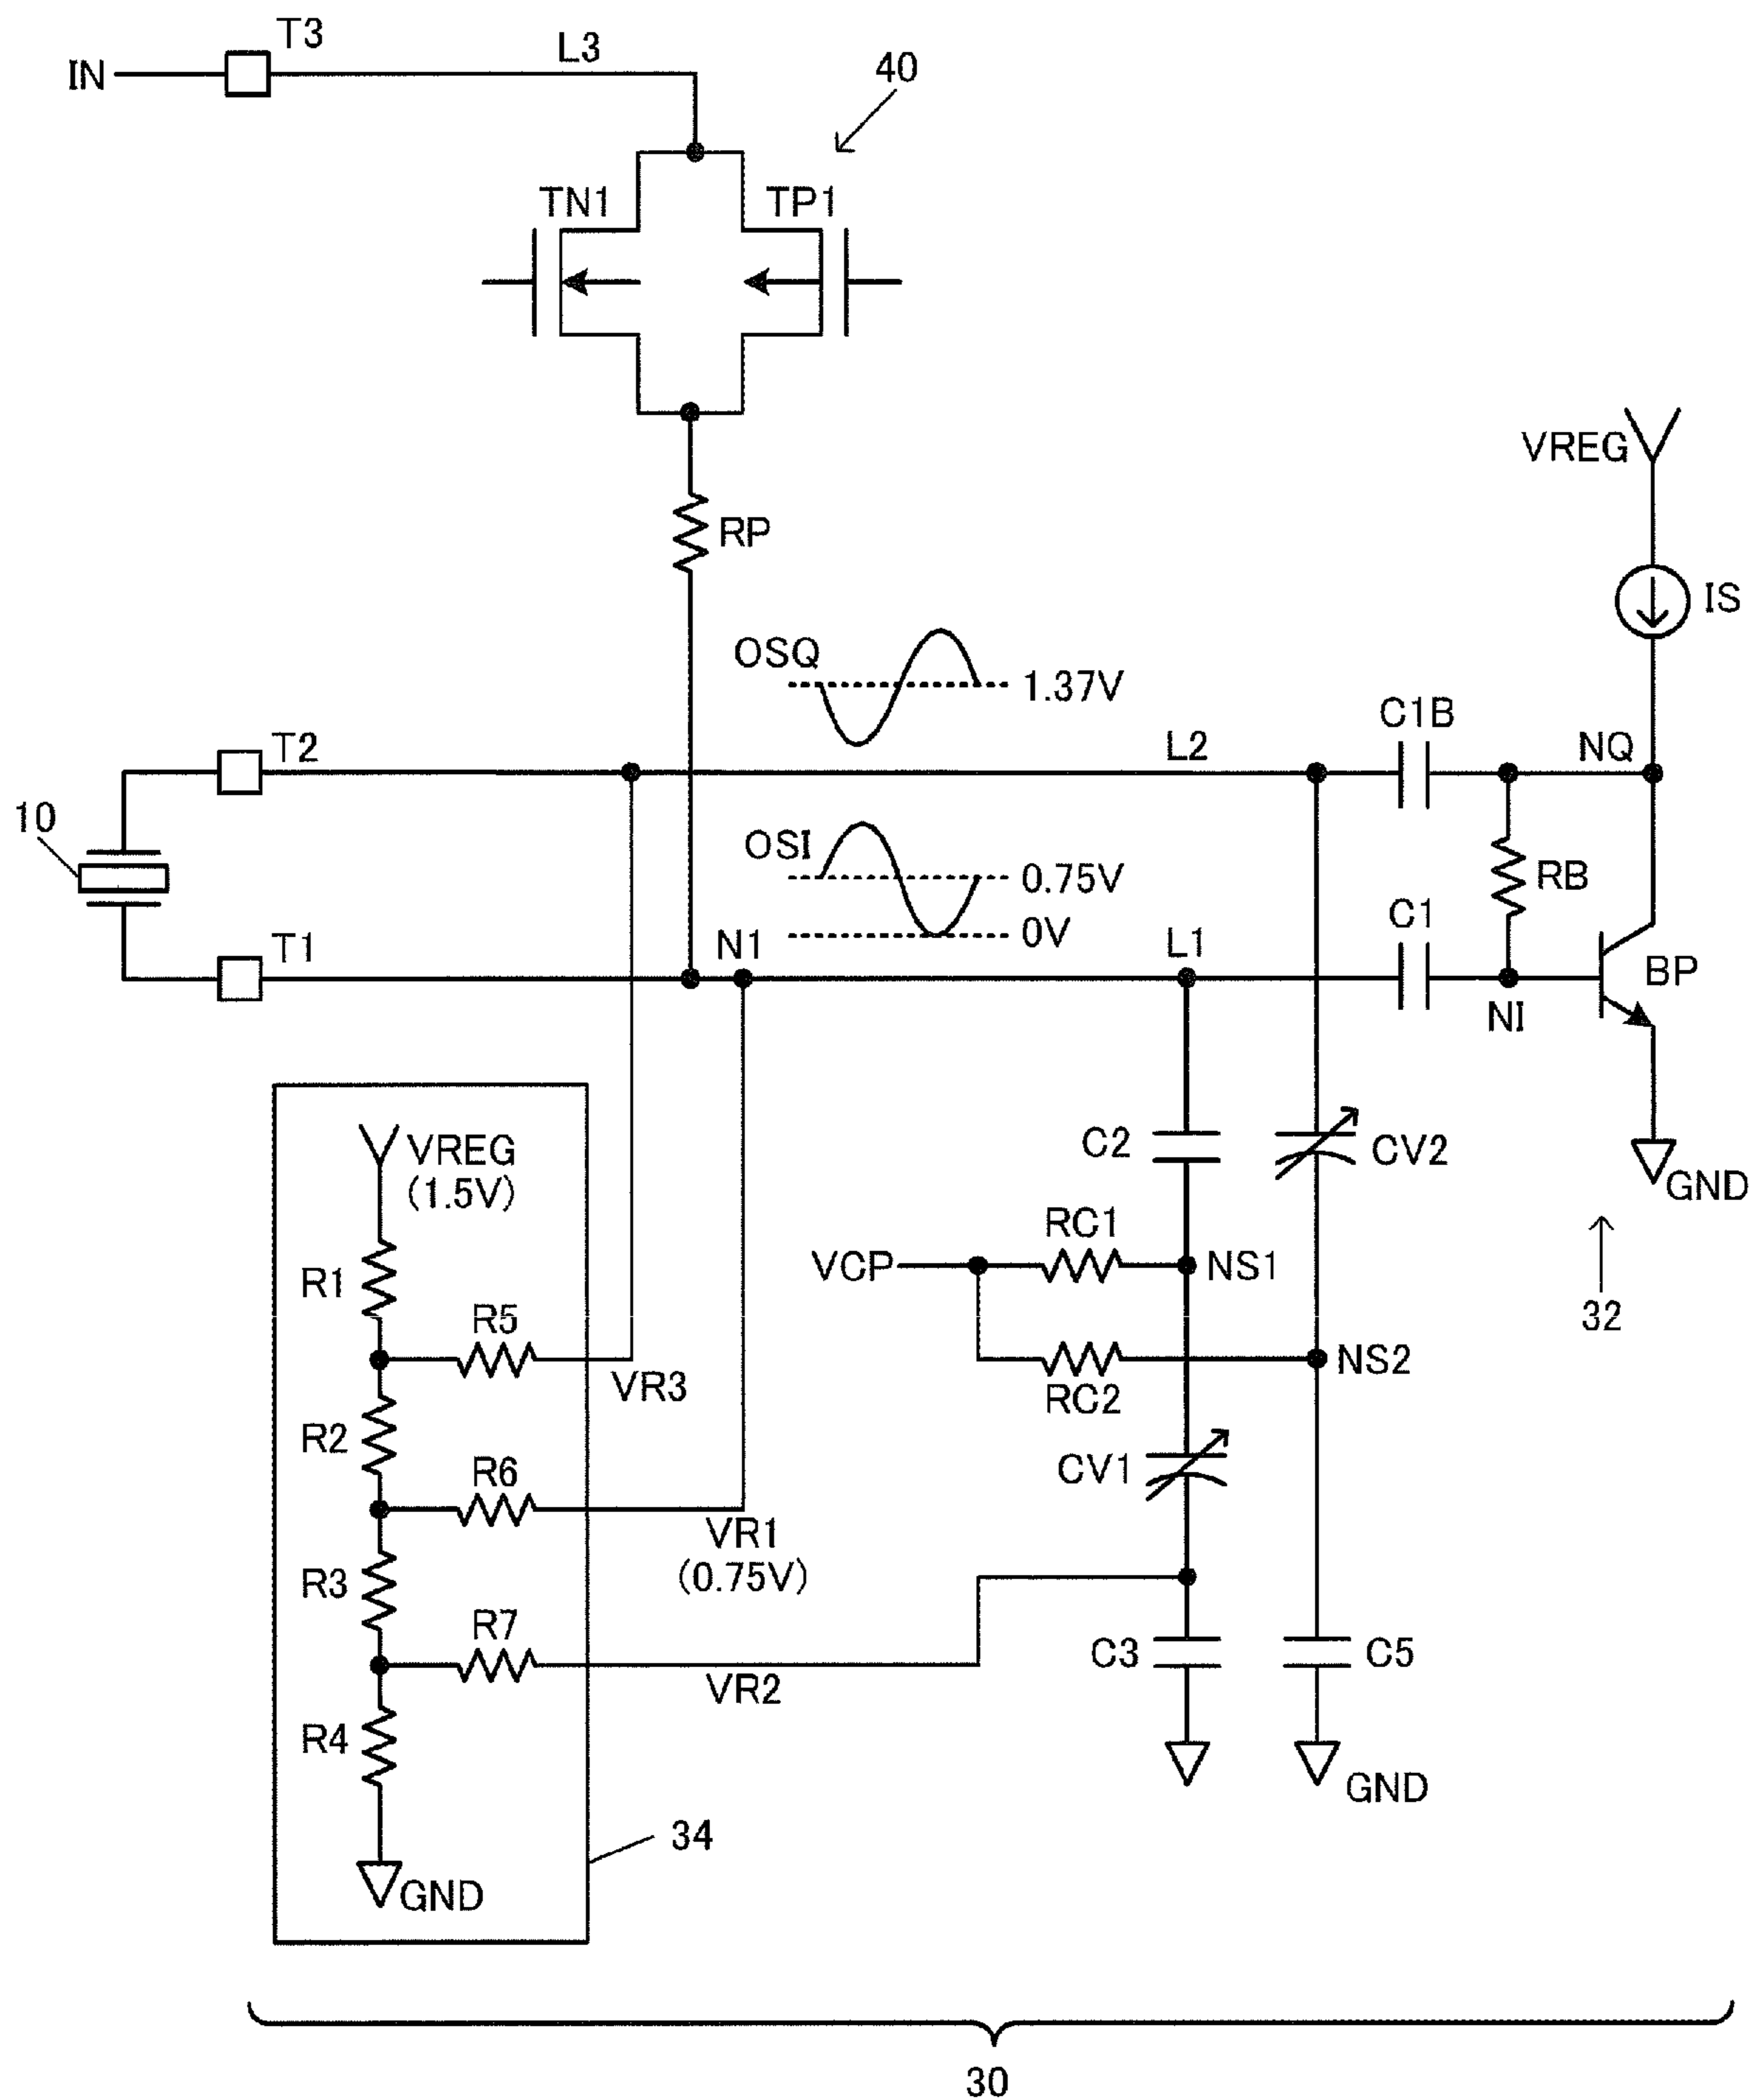 T3
L3
IN
40
TN1
TP1
VREG
RP
IS
OSQ
1.37V
C1B
T2
L2
NQ
10
OSI
0.75V
RB
C1
0V
T1
N1
L1
BP
NI
VREG
(1.5V)
C2
CV2
GND
RC1
R1
VCP
NS1
R5
32
VR3
NS2
RC2
R2
R6
CV1
VR1
(0.75V)
R3
R7
C3
C5
VR2
R4
GND
34
GND
30